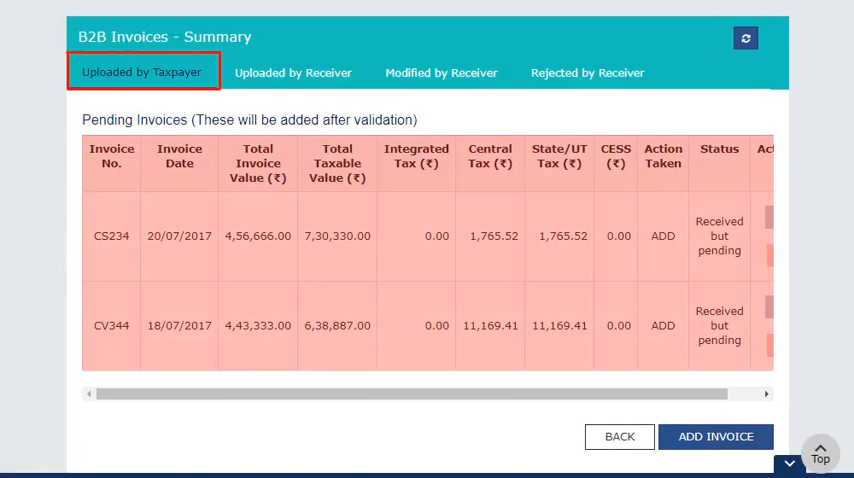 B2B Invoices - Summary
Uploaded by Taxpayer Uploaded by Receiver Modified by Receiver Rejected by Receiver
Pending Invoices (These will be added after validation)
Invoice No. Invoice Date Total Invoice Value (₹) Total Taxable Value (₹) Integrated Tax (₹) Central Tax (₹) State/UT Tax (₹) CESS (₹) Action Taken Status Act
CS234 20/07/2017 4,56,666.00 7,30,330.00 0.00 1,765.52 1,765.52 0.00 ADD Received but pending
CV344 18/07/2017 4,43,333.00 6,38,887.00 0.00 11,169.41 11,169.41 0.00 ADD Received but pending
BACK ADD INVOICE
Top